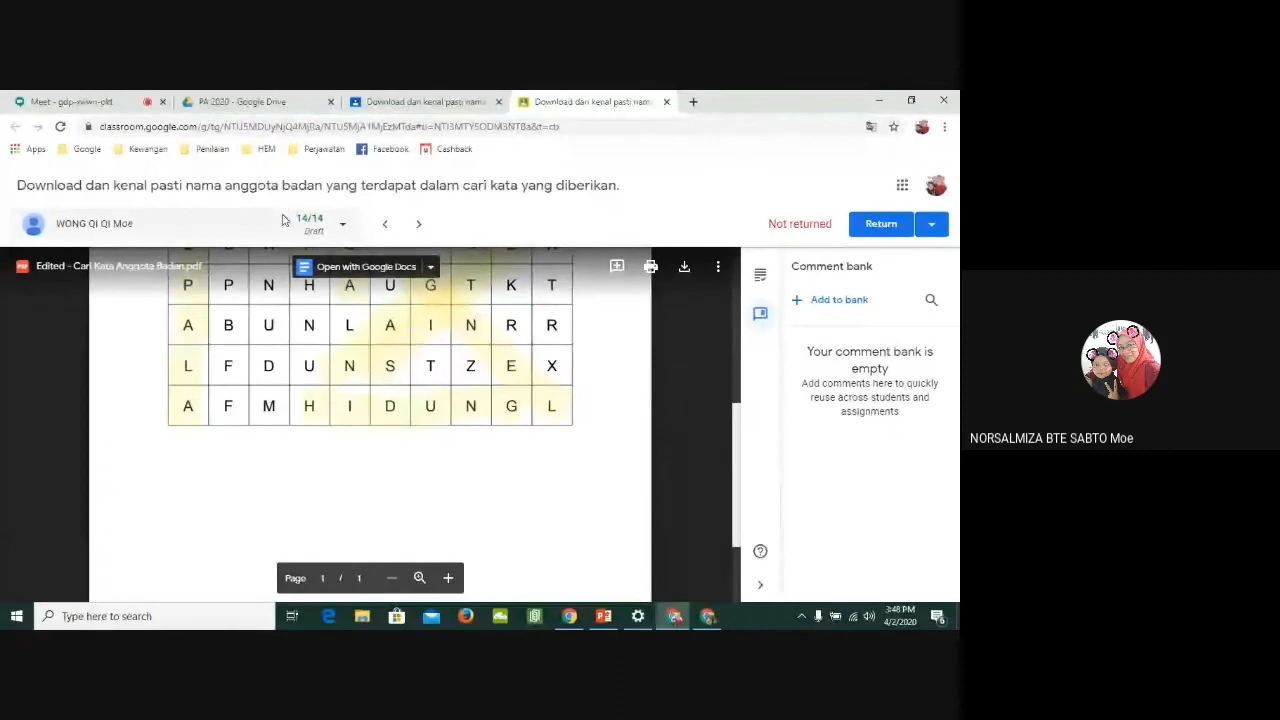 Meet - gdp-xwwn-pkf
PA 2020 - Google Drive
Download dan kenal pasti nama
Download dan kenal pasti nama
Apps Google Kewangan Penilaian HEM Perjawatan Facebook Cashback
Download dan kenal pasti nama anggota badan yang terdapat dalam cari kata yang diberikan.
WONG QI QI Moe
14/14
Draft
Not returned
Return
Edited - Cari Kata Anggota Badan.pdf
Open with Google Docs
P P N H A U G T K T
A B U N L A I N R R
L F D U N S T Z E X
A F M H I D U N G L
Page 1 / 1
Comment bank
Add to bank
Your comment bank is
empty
Add comments here to quickly
reuse across students and
assignments
NORSALMIZA BTE SABTO Moe
Type here to search
3:48 PM
4/2/2020